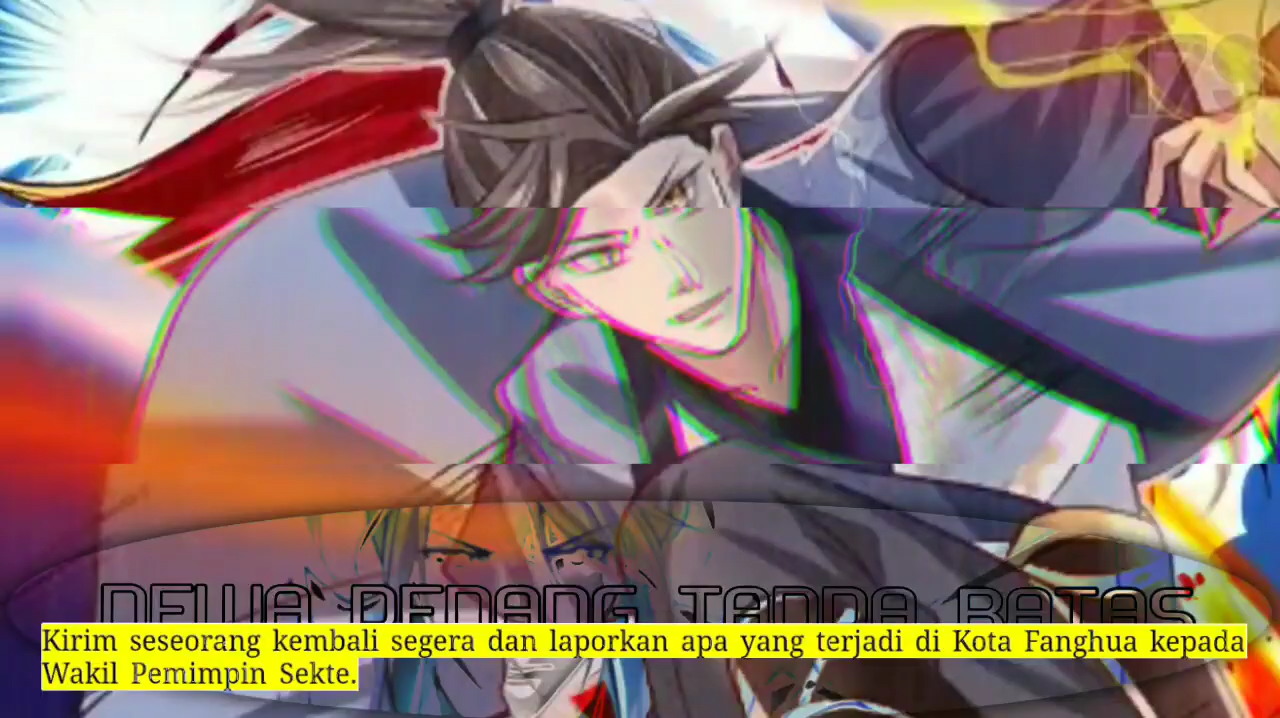 179
DEWA PEDANG TANPA BATAS
Kirim seseorang kembali segera dan laporkan apa yang terjadi di Kota Fanghua kepada
Wakil Pemimpin Sekte.